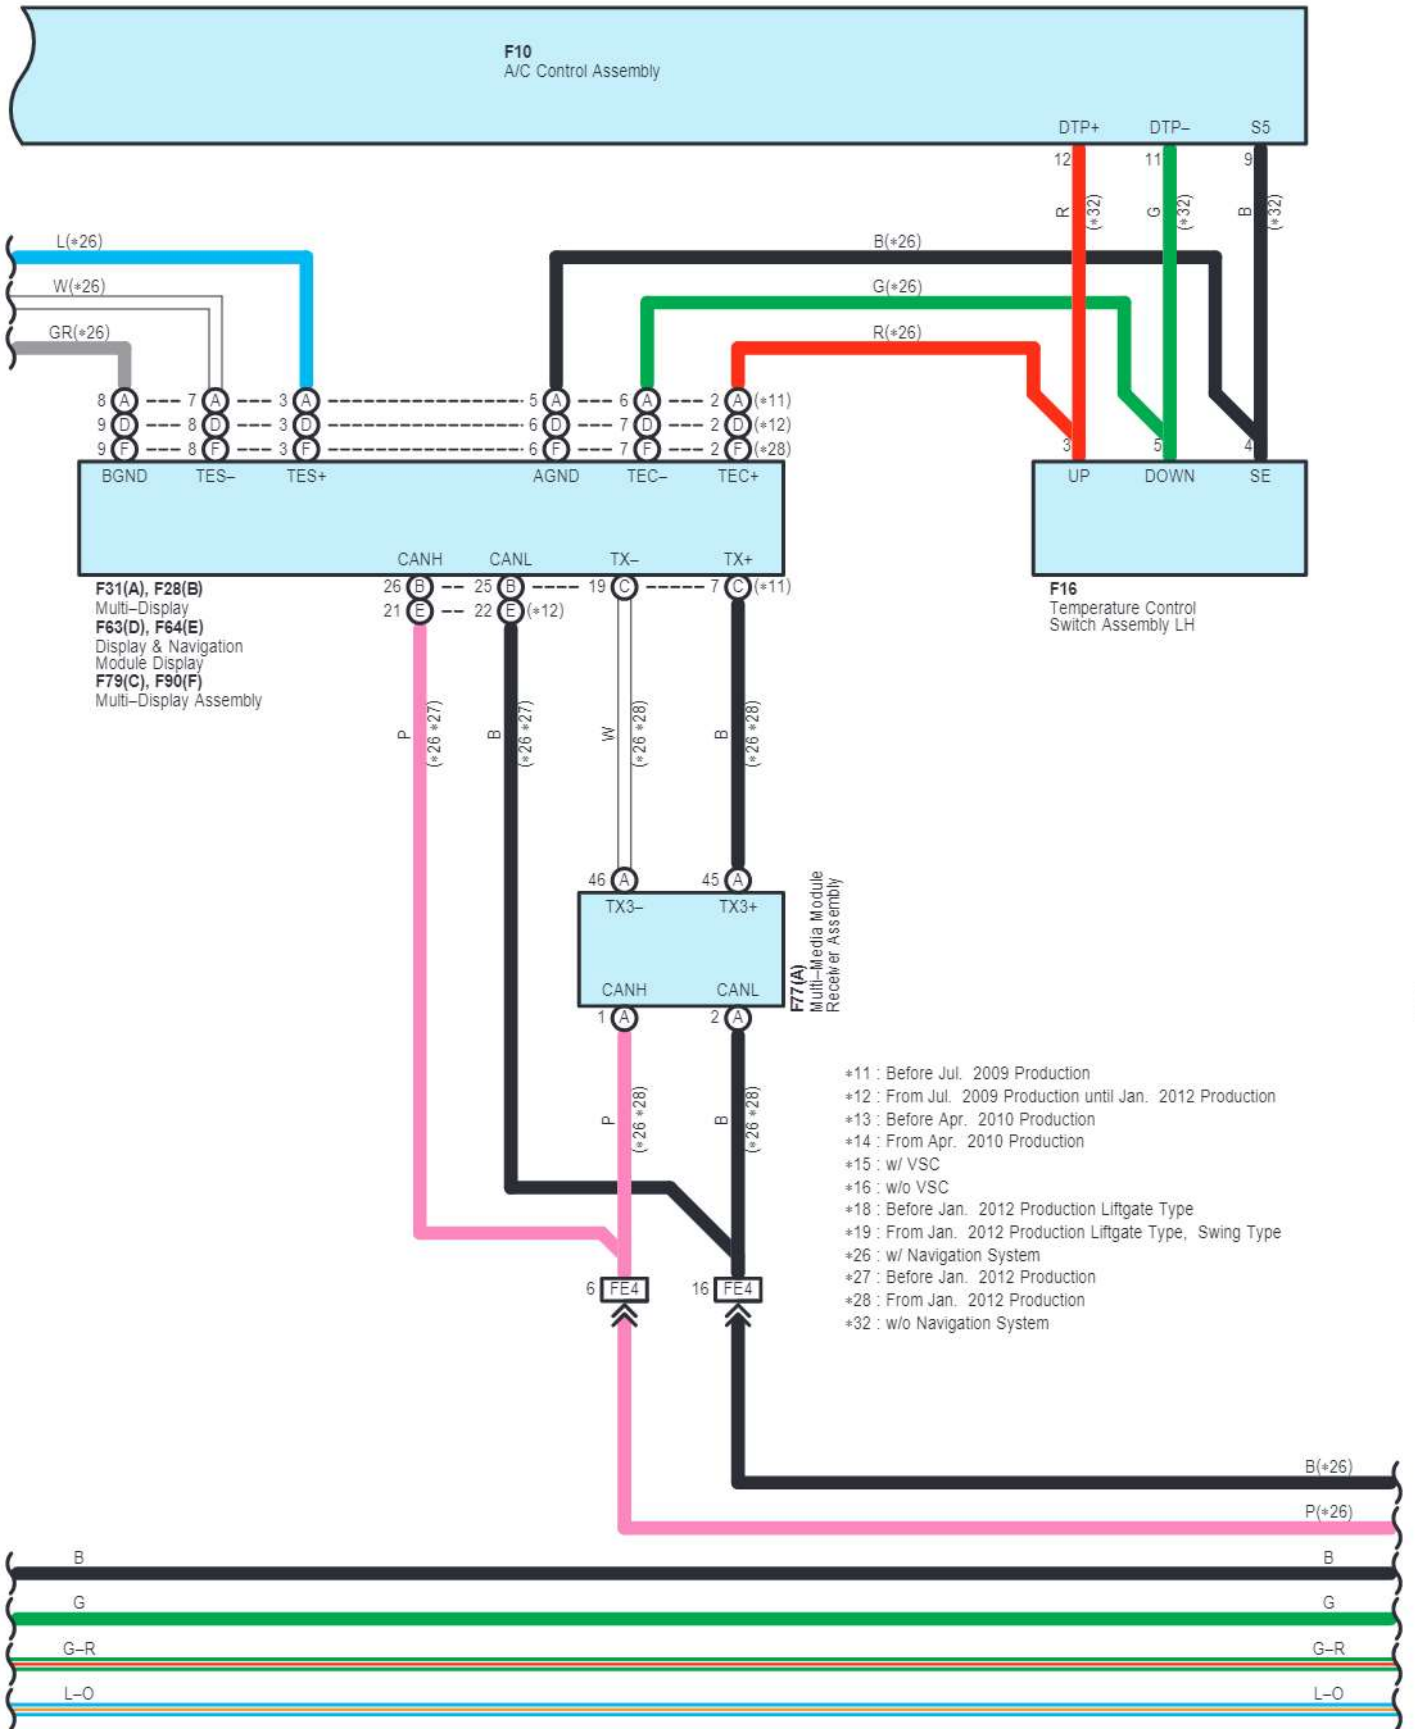 F10
A/C Control Assembly
DTP+ DTP– S5
12 11 9
R (∗32) G (∗32) B (∗32)
L(∗26) B(∗26)
W(∗26) G(∗26)
GR(∗26) R(∗26)
8 A 7 A 3 A 5 A 6 A 2 A (∗11)
9 D 8 D 3 D 6 D 7 D 2 D (∗12)
9 F 8 F 3 F 6 F 7 F 2 F (∗28)
3 5 4
BGND TES– TES+ AGND TEC– TEC+
UP DOWN SE
CANH CANL TX– TX+
26 B 25 B 19 C 7 C (∗11)
21 E 22 E (∗12)
F31(A), F28(B)
Multi–Display
F63(D), F64(E)
Display & Navigation
Module Display
F79(C), F90(F)
Multi–Display Assembly
F16
Temperature Control
Switch Assembly LH
P (∗26 ∗27) B (∗26 ∗27) W (∗26 ∗28) B (∗26 ∗28)
46 A 45 A
TX3– TX3+
CANH CANL
F77(A)
Multi–Media Module
Receiver Assembly
1 A 2 A
P (∗26 ∗28) B (∗26 ∗28)
∗11 : Before Jul. 2009 Production
∗12 : From Jul. 2009 Production until Jan. 2012 Production
∗13 : Before Apr. 2010 Production
∗14 : From Apr. 2010 Production
∗15 : w/ VSC
∗16 : w/o VSC
∗18 : Before Jan. 2012 Production Liftgate Type
∗19 : From Jan. 2012 Production Liftgate Type, Swing Type
∗26 : w/ Navigation System
∗27 : Before Jan. 2012 Production
∗28 : From Jan. 2012 Production
∗32 : w/o Navigation System
6 FE4 16 FE4
B(∗26)
P(∗26)
B B
G G
G–R G–R
L–O L–O